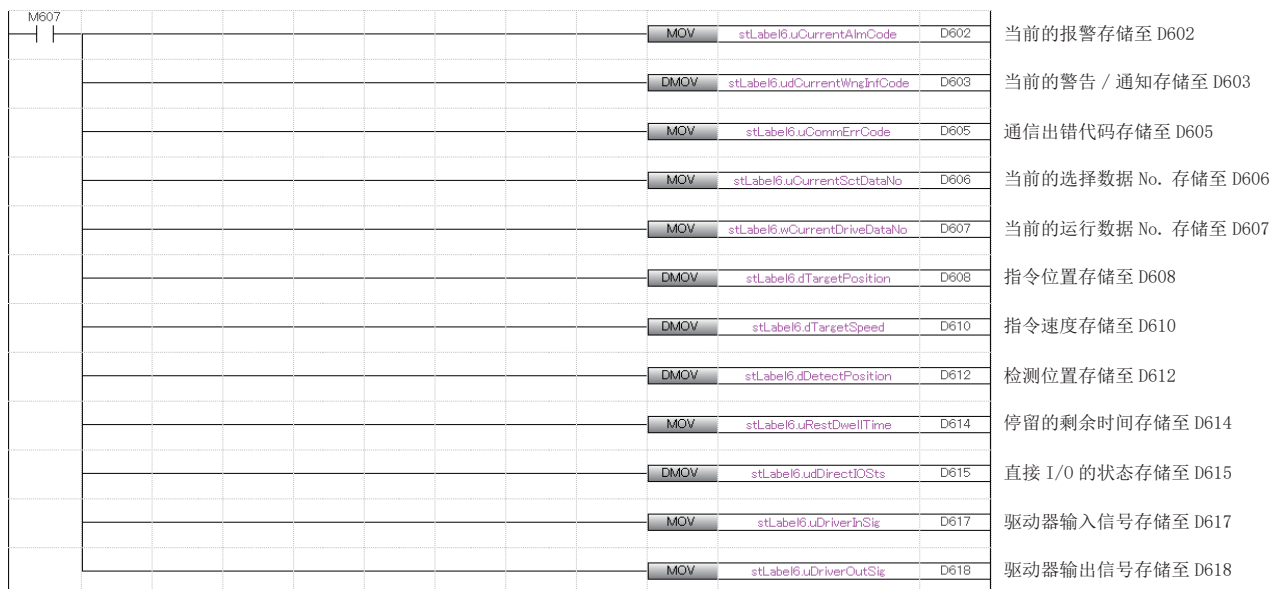 M607
MOV stLabel6.uCurrentAlmCode D602 当前的报警存储至 D602
DMOV stLabel6.udCurrentWngInfCode D603 当前的警告 / 通知存储至 D603
MOV stLabel6.uCommErrCode D605 通信出错代码存储至 D605
MOV stLabel6.uCurrentSctDataNo D606 当前的选择数据 No. 存储至 D606
MOV stLabel6.wCurrentDriveDataNo D607 当前的运行数据 No. 存储至 D607
DMOV stLabel6.dTargetPosition D608 指令位置存储至 D608
DMOV stLabel6.dTargetSpeed D610 指令速度存储至 D610
DMOV stLabel6.dDetectPosition D612 检测位置存储至 D612
MOV stLabel6.uRestDwellTime D614 停留的剩余时间存储至 D614
DMOV stLabel6.udDirectIOSts D615 直接 I/O 的状态存储至 D615
MOV stLabel6.uDriverInSig D617 驱动器输入信号存储至 D617
MOV stLabel6.uDriverOutSig D618 驱动器输出信号存储至 D618